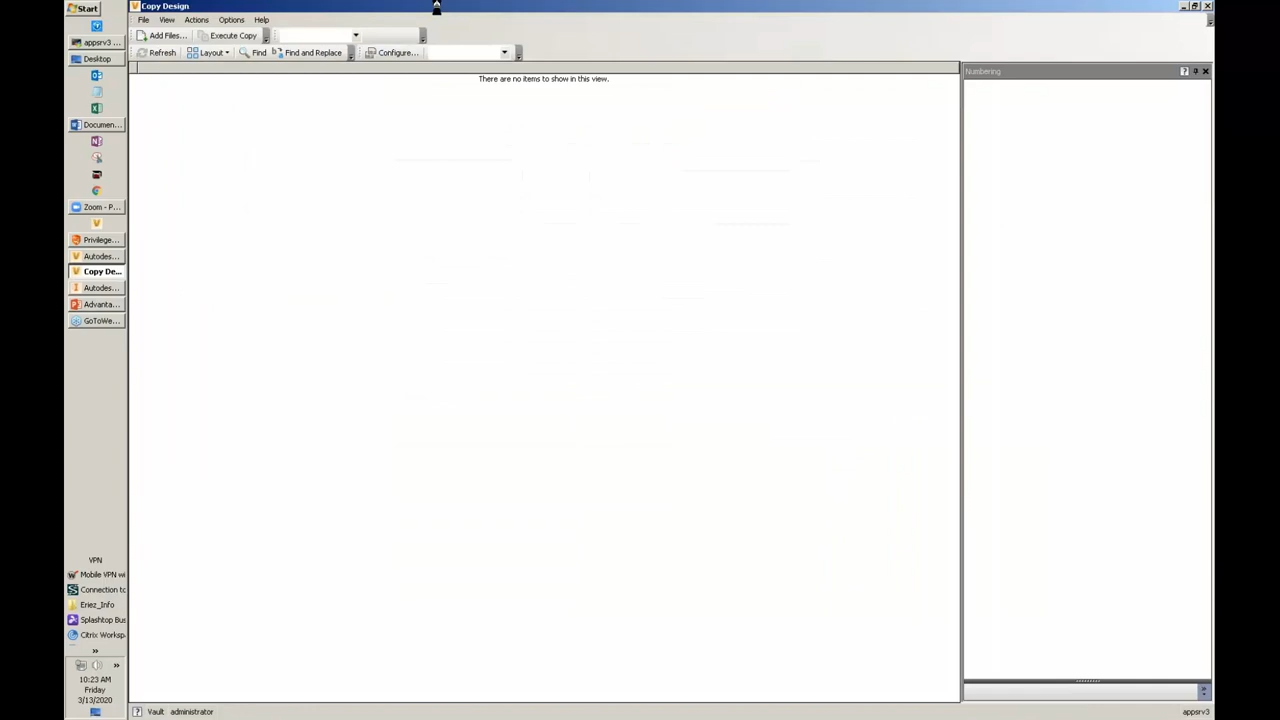 Start
Copy Design
File View Actions Options Help
Add Files... Execute Copy
Refresh Layout Find Find and Replace Configure...
There are no items to show in this view.
Numbering
appsrv3 ...
Desktop
Documen...
Zoom - P...
Privilege...
Autodes...
Copy De...
Autodes...
Advanta...
GoToWe...
VPN
Mobile VPN wi
Connection to
Eriez_Info
Splashtop Bus
Citrix Worksp
10:23 AM
Friday
3/13/2020
Vault administrator
appsrv3